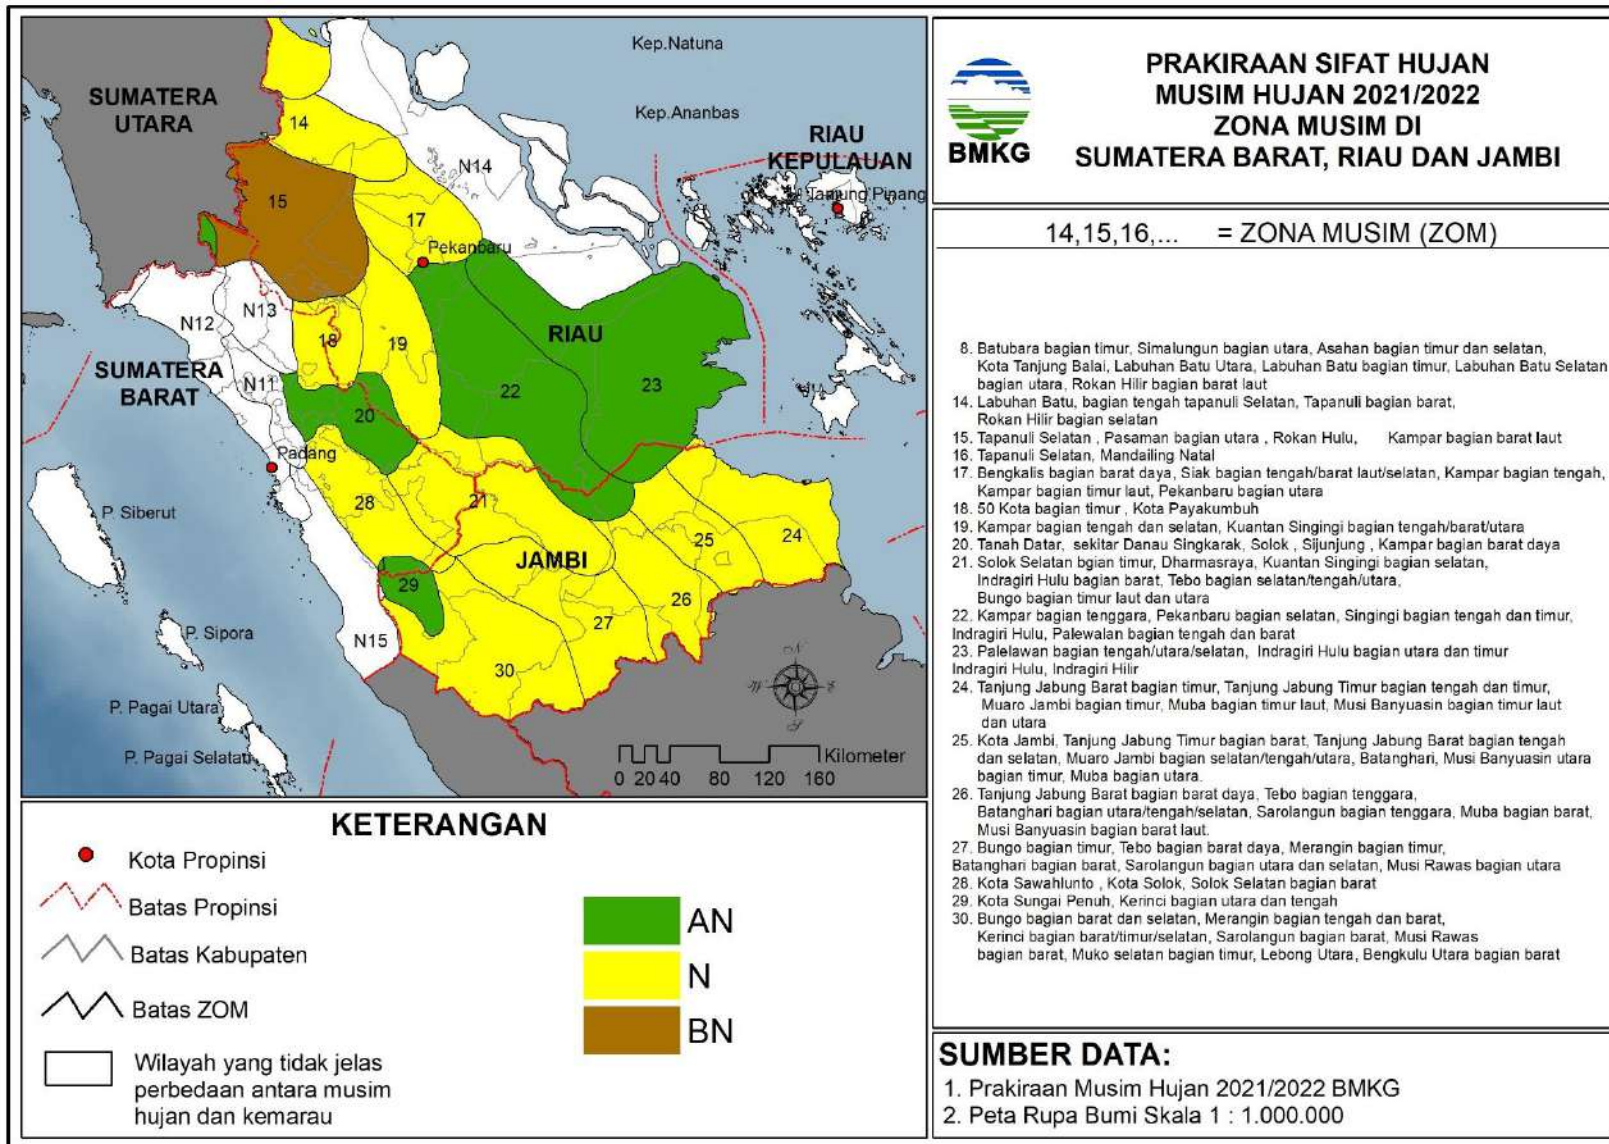 SUMATERA
UTARA
Kep.Natuna
Kep.Ananbas
RIAU
KEPULAUAN
Tanjung Pinang
14
N14
15
17
Pekanbaru
N12
N13
18
19
RIAU
SUMATERA
BARAT
N11
20
22
23
Padang
28
21
P. Siberut
JAMBI
25
24
29
26
27
P. Sipora
N15
30
P. Pagai Utara
P. Pagai Selatan
Kilometer
0 20 40 80 120 160
BMKG
PRAKIRAAN SIFAT HUJAN
MUSIM HUJAN 2021/2022
ZONA MUSIM DI
SUMATERA BARAT, RIAU DAN JAMBI
14,15,16,... = ZONA MUSIM (ZOM)
8. Batubara bagian timur, Simalungun bagian utara, Asahan bagian timur dan selatan,
Kota Tanjung Balai, Labuhan Batu Utara, Labuhan Batu bagian timur, Labuhan Batu Selatan
bagian utara, Rokan Hilir bagian barat laut
14. Labuhan Batu, bagian tengah tapanuli Selatan, Tapanuli bagian barat,
Rokan Hilir bagian selatan
15. Tapanuli Selatan , Pasaman bagian utara , Rokan Hulu, Kampar bagian barat laut
16. Tapanuli Selatan, Mandailing Natal
17. Bengkalis bagian barat daya, Siak bagian tengah/barat laut/selatan, Kampar bagian tengah,
Kampar bagian timur laut, Pekanbaru bagian utara
18. 50 Kota bagian timur , Kota Payakumbuh
19. Kampar bagian tengah dan selatan, Kuantan Singingi bagian tengah/barat/utara
20. Tanah Datar, sekitar Danau Singkarak, Solok , Sijunjung , Kampar bagian barat daya
21. Solok Selatan bgian timur, Dharmasraya, Kuantan Singingi bagian selatan,
Indragiri Hulu bagian barat, Tebo bagian selatan/tengah/utara,
Bungo bagian timur laut dan utara
22. Kampar bagian tenggara, Pekanbaru bagian selatan, Singingi bagian tengah dan timur,
Indragiri Hulu, Palewalan bagian tengah dan barat
23. Palelawan bagian tengah/utara/selatan, Indragiri Hulu bagian utara dan timur
Indragiri Hulu, Indragiri Hilir
24. Tanjung Jabung Barat bagian timur, Tanjung Jabung Timur bagian tengah dan timur,
Muaro Jambi bagian timur, Muba bagian timur laut, Musi Banyuasin bagian timur laut
dan utara
25. Kota Jambi, Tanjung Jabung Timur bagian barat, Tanjung Jabung Barat bagian tengah
dan selatan, Muaro Jambi bagian selatan/tengah/utara, Batanghari, Musi Banyuasin utara
bagian timur, Muba bagian utara.
26. Tanjung Jabung Barat bagian barat daya, Tebo bagian tenggara,
Batanghari bagian utara/tengah/selatan, Sarolangun bagian tenggara, Muba bagian barat,
Musi Banyuasin bagian barat laut.
27. Bungo bagian timur, Tebo bagian barat daya, Merangin bagian timur,
Batanghari bagian barat, Sarolangun bagian utara dan selatan, Musi Rawas bagian utara
28. Kota Sawahlunto , Kota Solok, Solok Selatan bagian barat
29. Kota Sungai Penuh, Kerinci bagian utara dan tengah
30. Bungo bagian barat dan selatan, Merangin bagian tengah dan barat,
Kerinci bagian barat/timur/selatan, Sarolangun bagian barat, Musi Rawas
bagian barat, Muko selatan bagian timur, Lebong Utara, Bengkulu Utara bagian barat
KETERANGAN
Kota Propinsi
Batas Propinsi
Batas Kabupaten
Batas ZOM
Wilayah yang tidak jelas
perbedaan antara musim
hujan dan kemarau
AN
N
BN
SUMBER DATA:
1. Prakiraan Musim Hujan 2021/2022 BMKG
2. Peta Rupa Bumi Skala 1 : 1.000.000